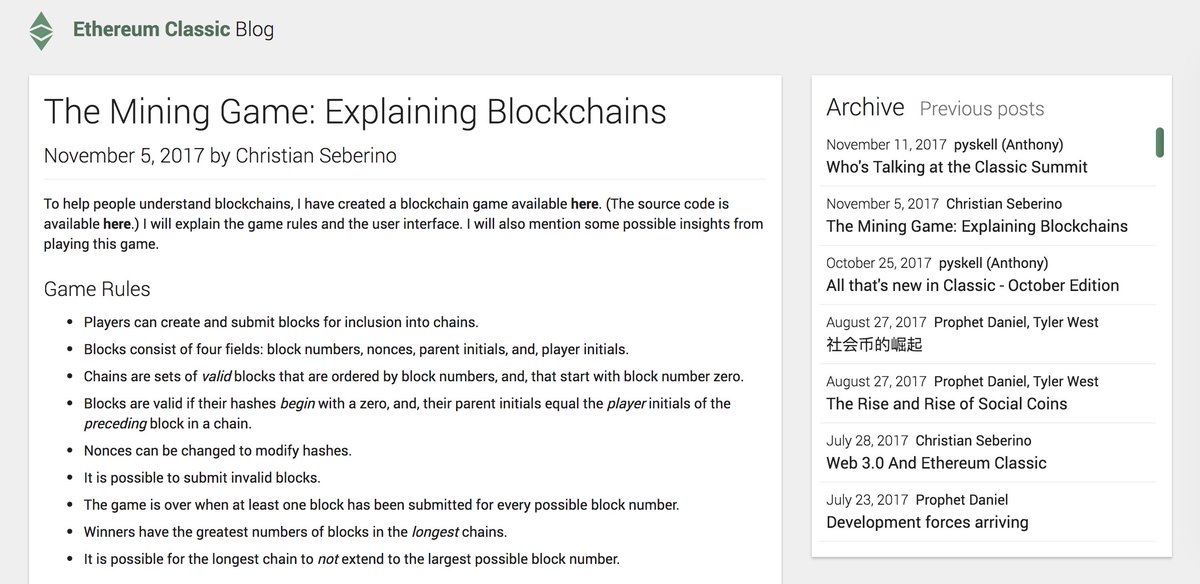 Ethereum Classic Blog
The Mining Game: Explaining Blockchains
November 5, 2017 by Christian Seberino
To help people understand blockchains, I have created a blockchain game available here. (The source code is
available here.) I will explain the game rules and the user interface. I will also mention some possible insights from
playing this game.
Game Rules
• Players can create and submit blocks for inclusion into chains.
• Blocks consist of four fields: block numbers, nonces, parent initials, and, player initials.
• Chains are sets of valid blocks that are ordered by block numbers, and, that start with block number zero.
• Blocks are valid if their hashes begin with a zero, and, their parent initials equal the player initials of the
preceding block in a chain.
• Nonces can be changed to modify hashes.
• It is possible to submit invalid blocks.
• The game is over when at least one block has been submitted for every possible block number.
• Winners have the greatest numbers of blocks in the longest chains.
• It is possible for the longest chain to not extend to the largest possible block number.
Archive Previous posts
November 11, 2017 pyskell (Anthony)
Who's Talking at the Classic Summit
November 5, 2017 Christian Seberino
The Mining Game: Explaining Blockchains
October 25, 2017 pyskell (Anthony)
All that's new in Classic - October Edition
August 27, 2017 Prophet Daniel, Tyler West
社会币的崛起
August 27, 2017 Prophet Daniel, Tyler West
The Rise and Rise of Social Coins
July 28, 2017 Christian Seberino
Web 3.0 And Ethereum Classic
July 23, 2017 Prophet Daniel
Development forces arriving